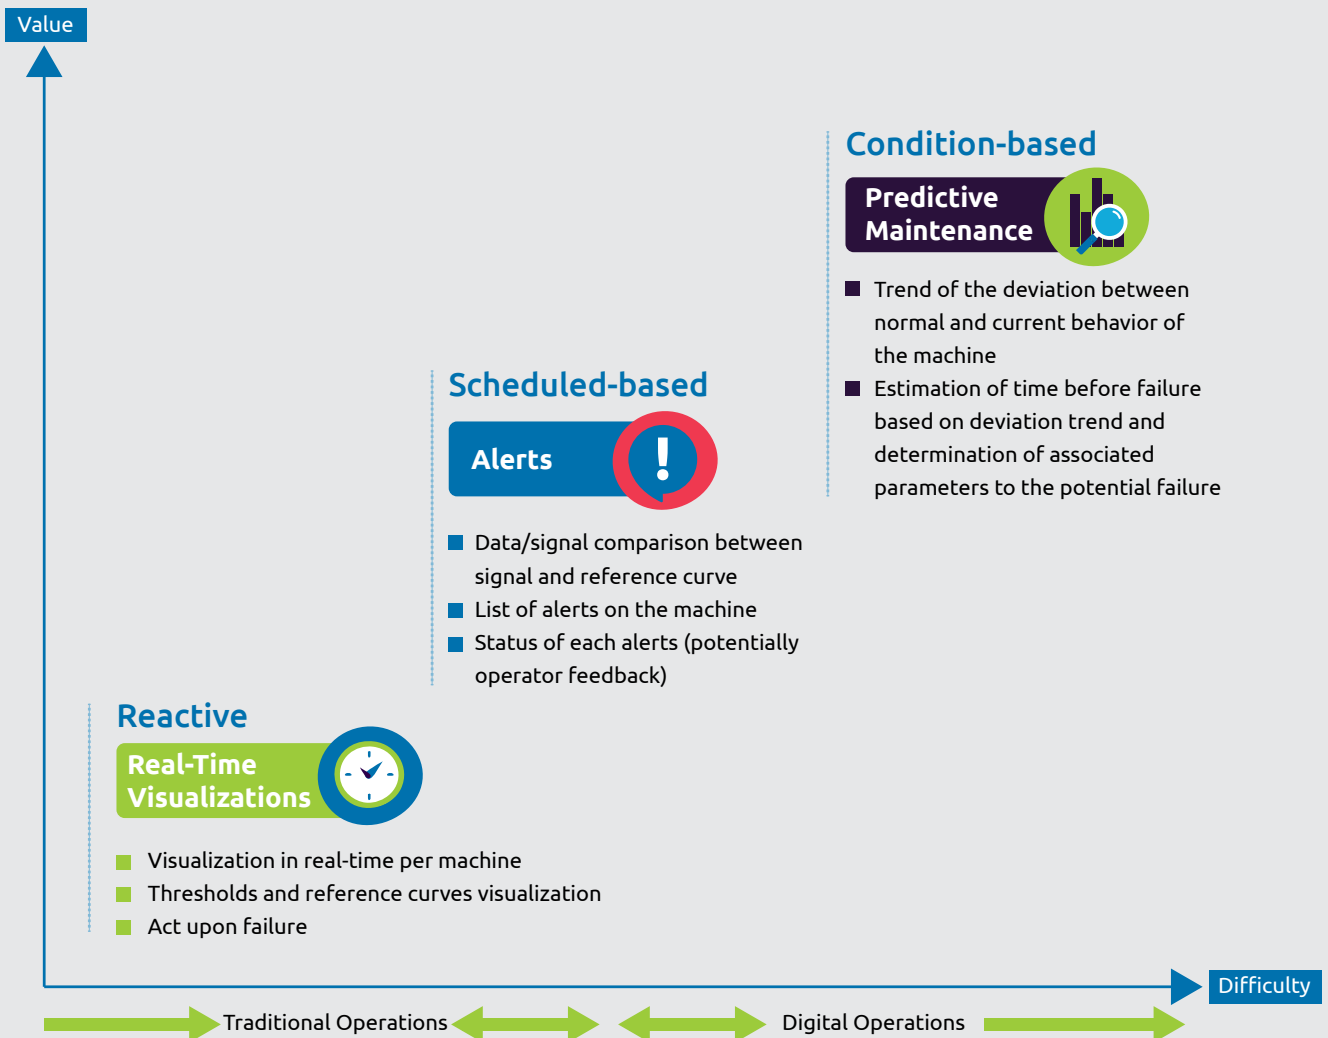 Value
Condition-based
Predictive
Maintenance
Trend of the deviation between
normal and current behavior of
the machine
Estimation of time before failure
based on deviation trend and
determination of associated
parameters to the potential failure
Scheduled-based
Alerts
!
Data/signal comparison between
signal and reference curve
List of alerts on the machine
Status of each alerts (potentially
operator feedback)
Reactive
Real-Time
Visualizations
Visualization in real-time per machine
Thresholds and reference curves visualization
Act upon failure
Difficulty
Traditional Operations
Digital Operations